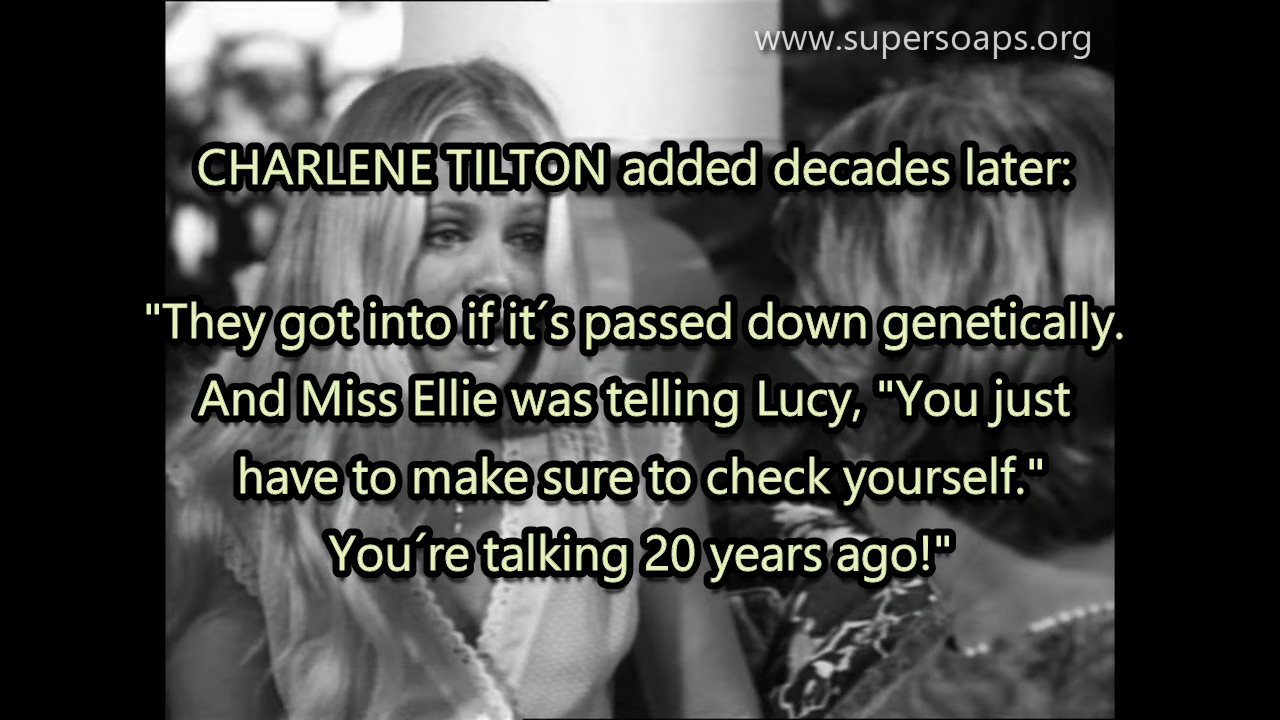 www.supersoaps.org
CHARLENE TILTON added decades later:
"They got into if it´s passed down genetically.
And Miss Ellie was telling Lucy, "You just
have to make sure to check yourself."
You´re talking 20 years ago!"